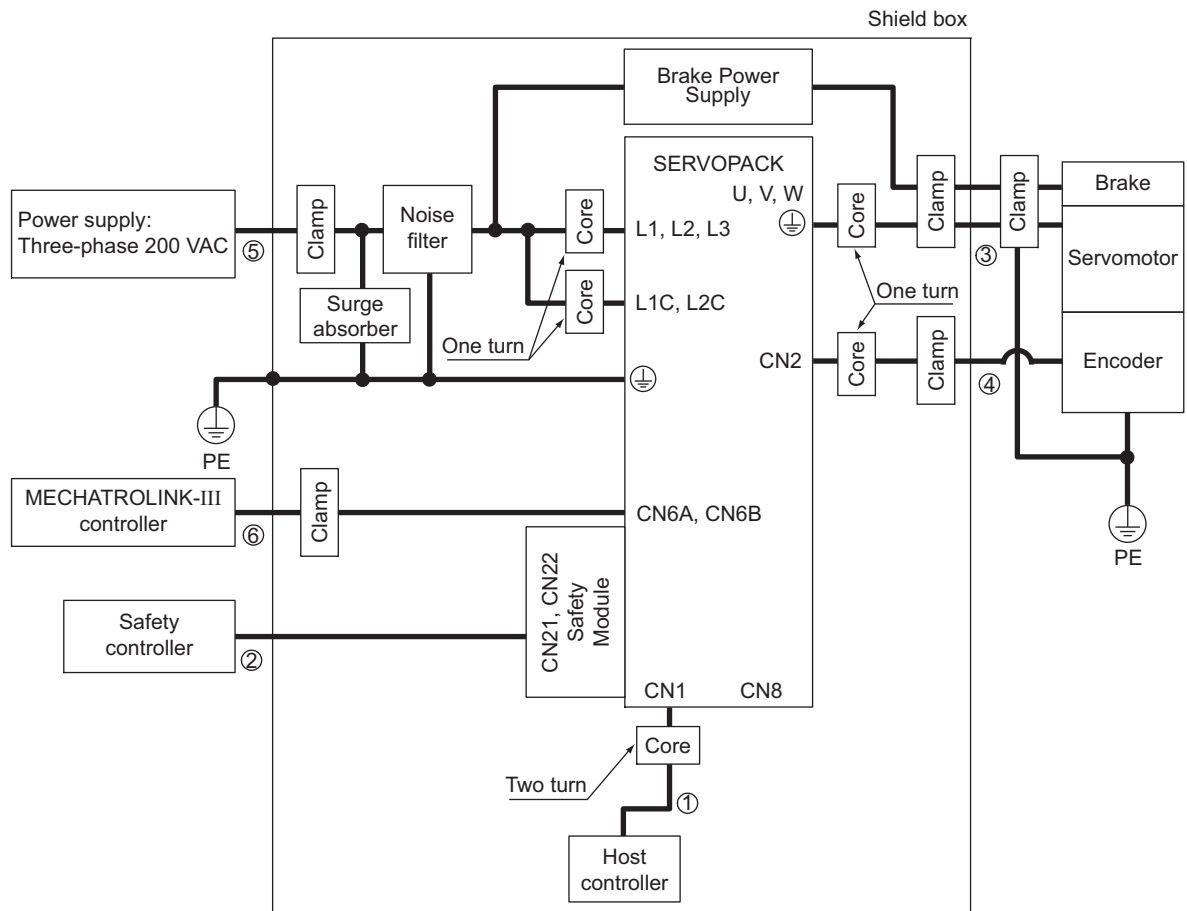 Shield box
Brake Power
Supply
SERVOPACK
U, V, W
Brake
Clamp
Clamp
Core
Power supply:
Three-phase 200 VAC
⑤
Clamp
Noise
filter
Core
L1, L2, L3
③
Servomotor
Surge
absorber
Core
L1C, L2C
One turn
One turn
CN2
Core
Clamp
④
Encoder
PE
MECHATROLINK-III
controller
⑥
Clamp
CN6A, CN6B
PE
CN21, CN22
Safety
Module
Safety
controller
②
CN1
CN8
Core
Two turn
①
Host
controller